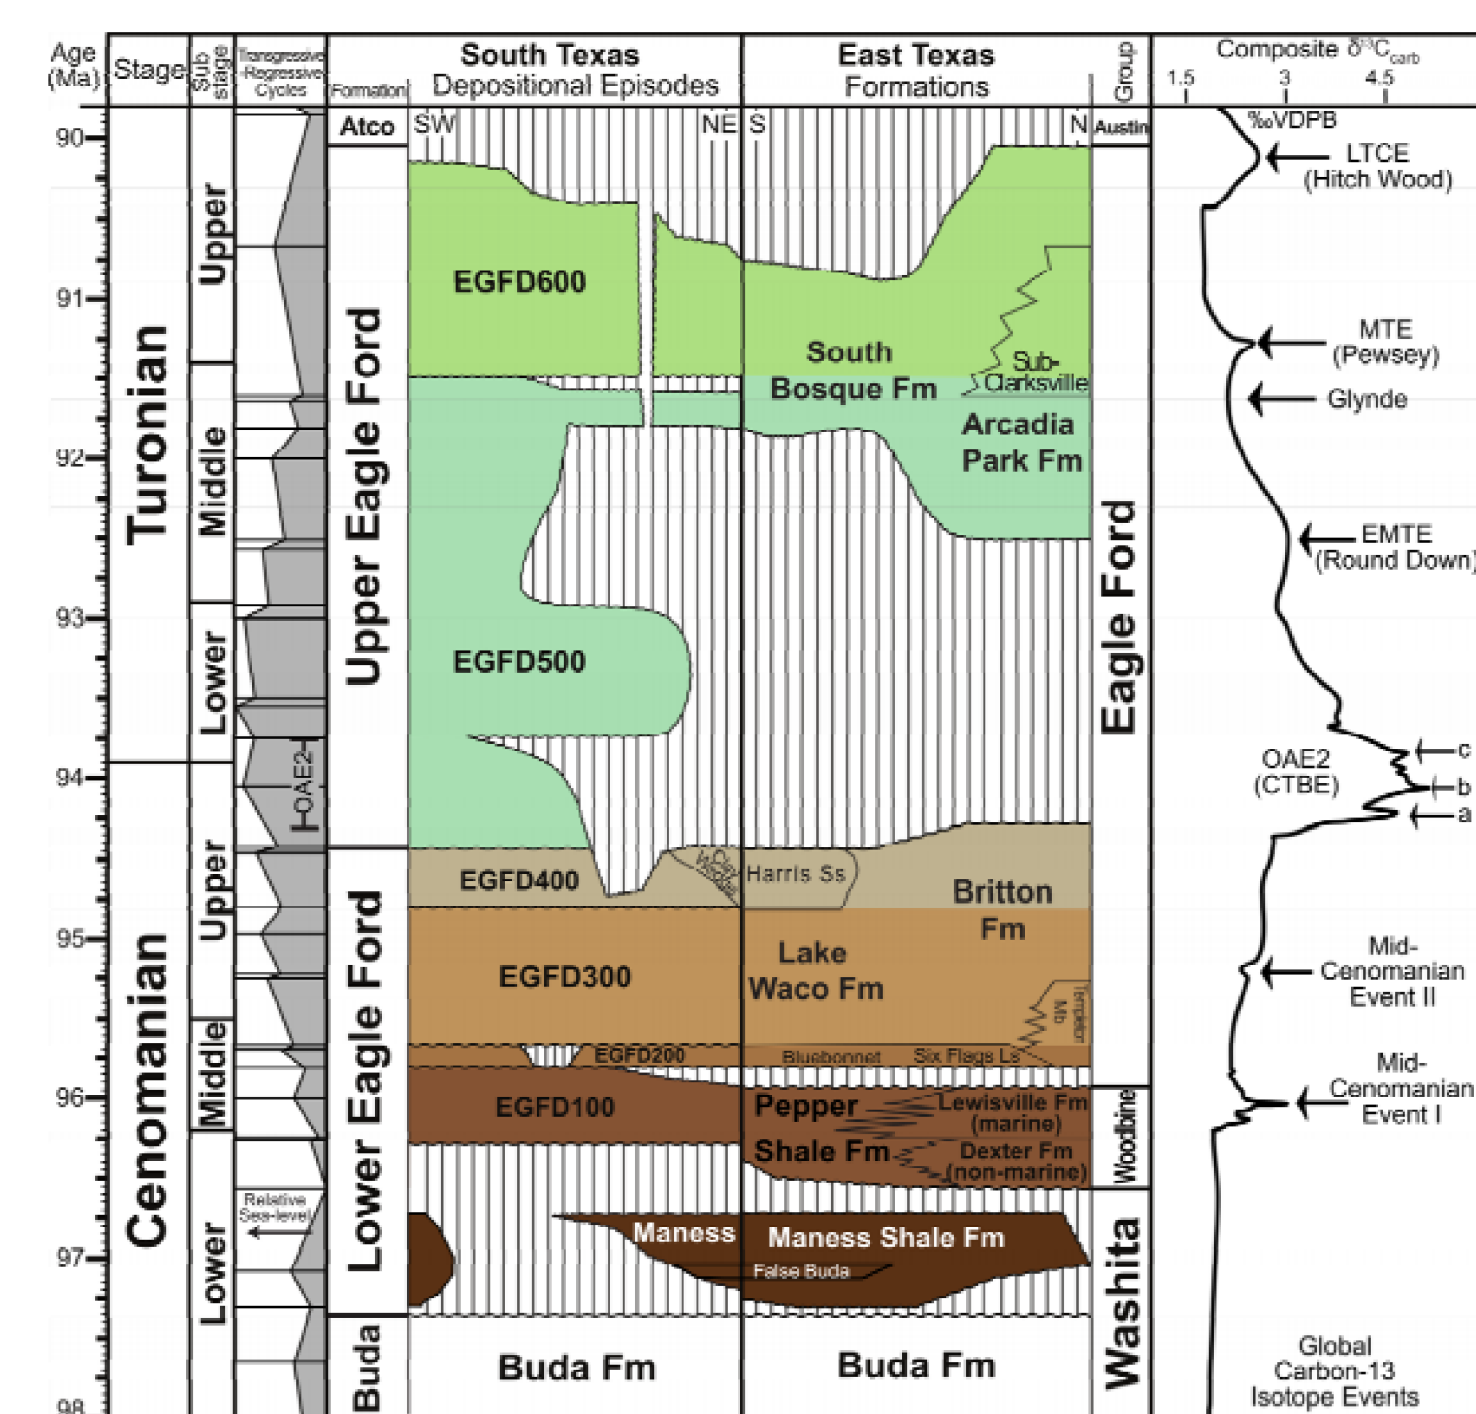 Age
(Ma)
Stage
Sub
stage
Transgressive
-Regressive
Cycles
Formation
South Texas
Depositional Episodes
East Texas
Formations
Group
Composite δ¹³Ccarb
1.5 3 4.5
‰VDPB
90
91
92
93
94
95
96
97
98
Turonian
Cenomanian
Upper
Middle
Lower
Upper
Middle
Lower
OAE2
Relative
Sea-level
Atco
Upper Eagle Ford
Lower Eagle Ford
Buda
SW NE S N
EGFD600
EGFD500
EGFD400
EGFD300
EGFD200
EGFD100
Maness
Buda Fm
South
Bosque Fm
Sub-
Clarksville
Arcadia
Park Fm
Clay
Wedge
Harris Ss
Britton
Fm
Lake
Waco Fm
Templeton
Mb
Bluebonnet Six Flags Ls
Pepper
Shale Fm
Lewisville Fm
(marine)
Dexter Fm
(non-marine)
Maness Shale Fm
False Buda
Buda Fm
Austin
Eagle Ford
Woodbine
Washita
LTCE
(Hitch Wood)
MTE
(Pewsey)
Glynde
EMTE
(Round Down)
OAE2
(CTBE)
c
b
a
Mid-
Cenomanian
Event II
Mid-
Cenomanian
Event I
Global
Carbon-13
Isotope Events